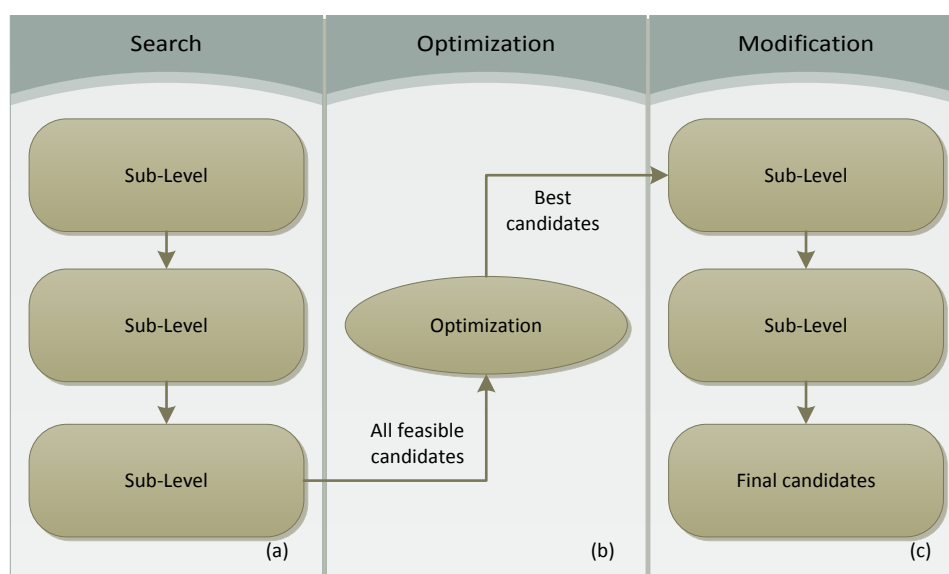 Search
Optimization
Modification
Sub-Level
Sub-Level
Sub-Level
(a)
All feasible
candidates
Optimization
Best
candidates
(b)
Sub-Level
Sub-Level
Final candidates
(c)